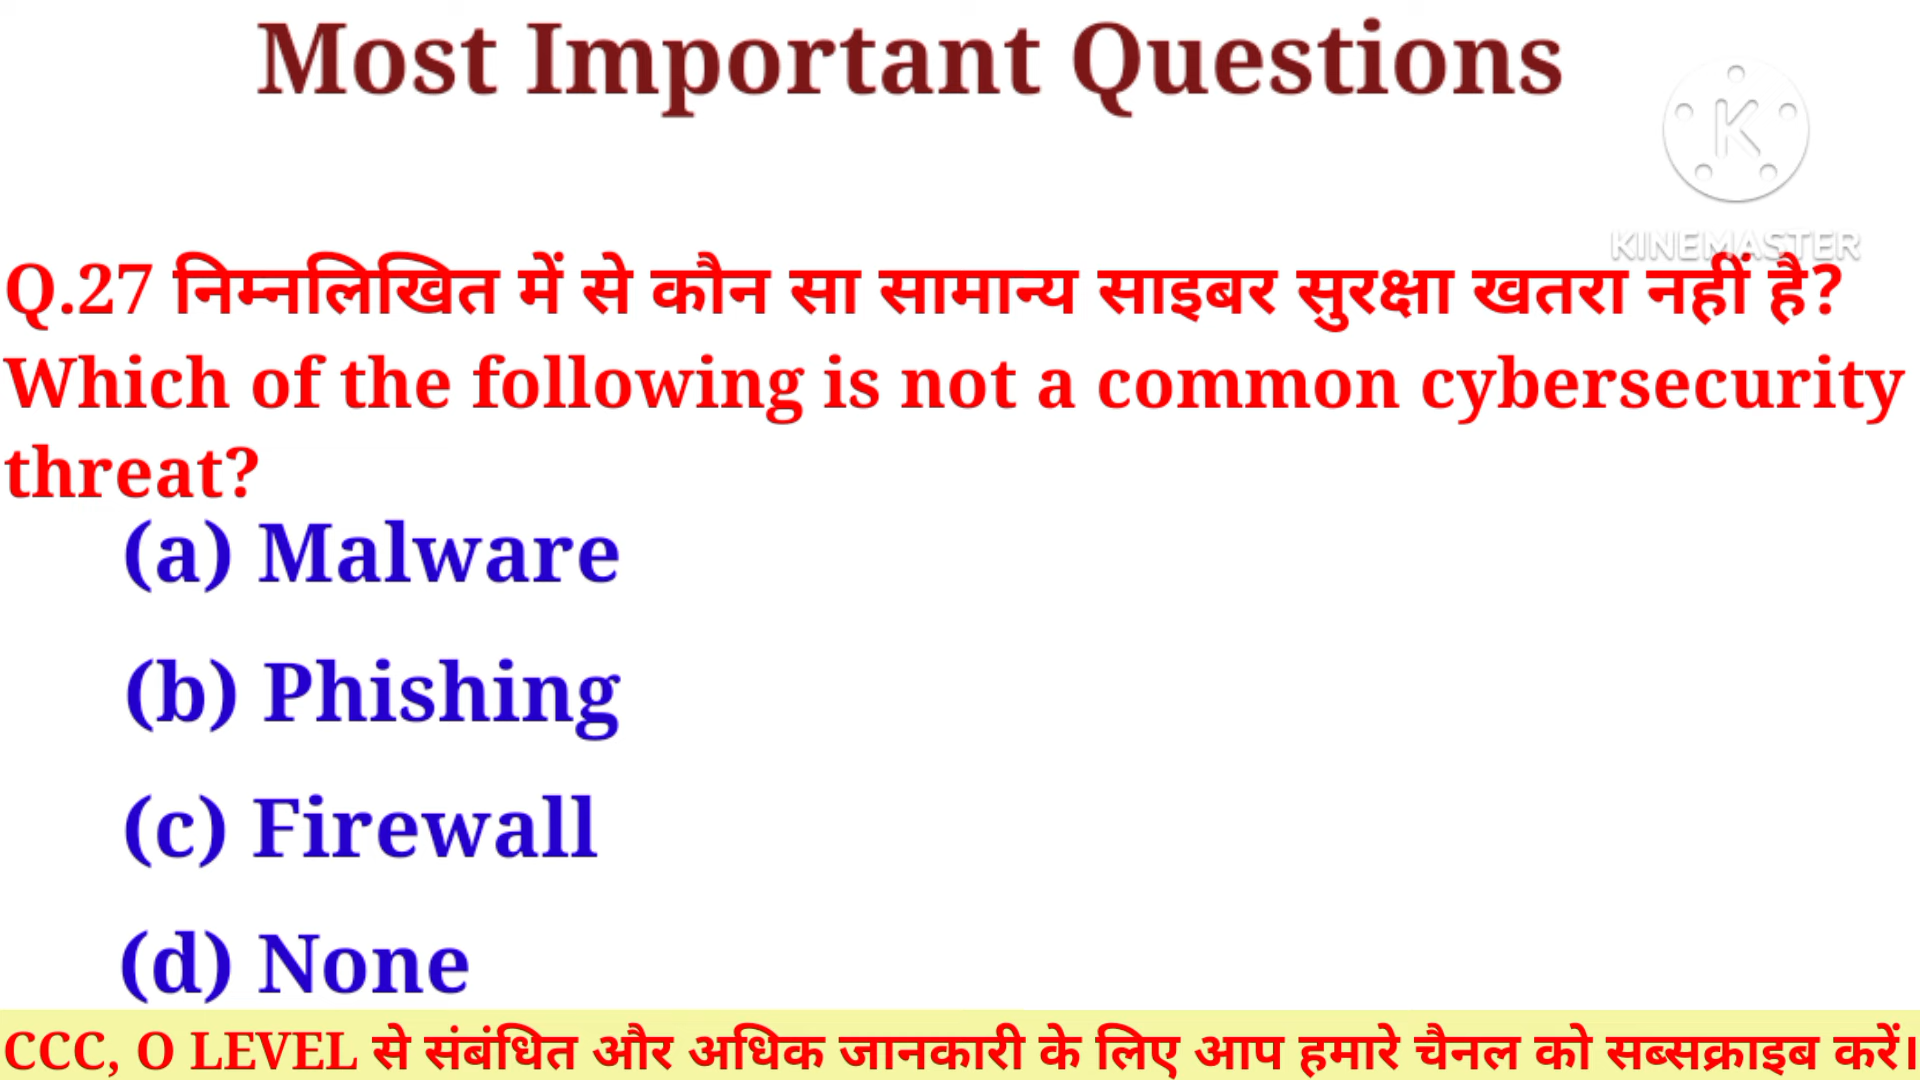 Most Important Questions
K
KINEMASTER
Q.27 निम्नलिखित में से कौन सा सामान्य साइबर सुरक्षा खतरा नहीं है?
Which of the following is not a common cybersecurity
threat?
(a) Malware
(b) Phishing
(c) Firewall
(d) None
CCC, O LEVEL से संबंधित और अधिक जानकारी के लिए आप हमारे चैनल को सब्सक्राइब करें।